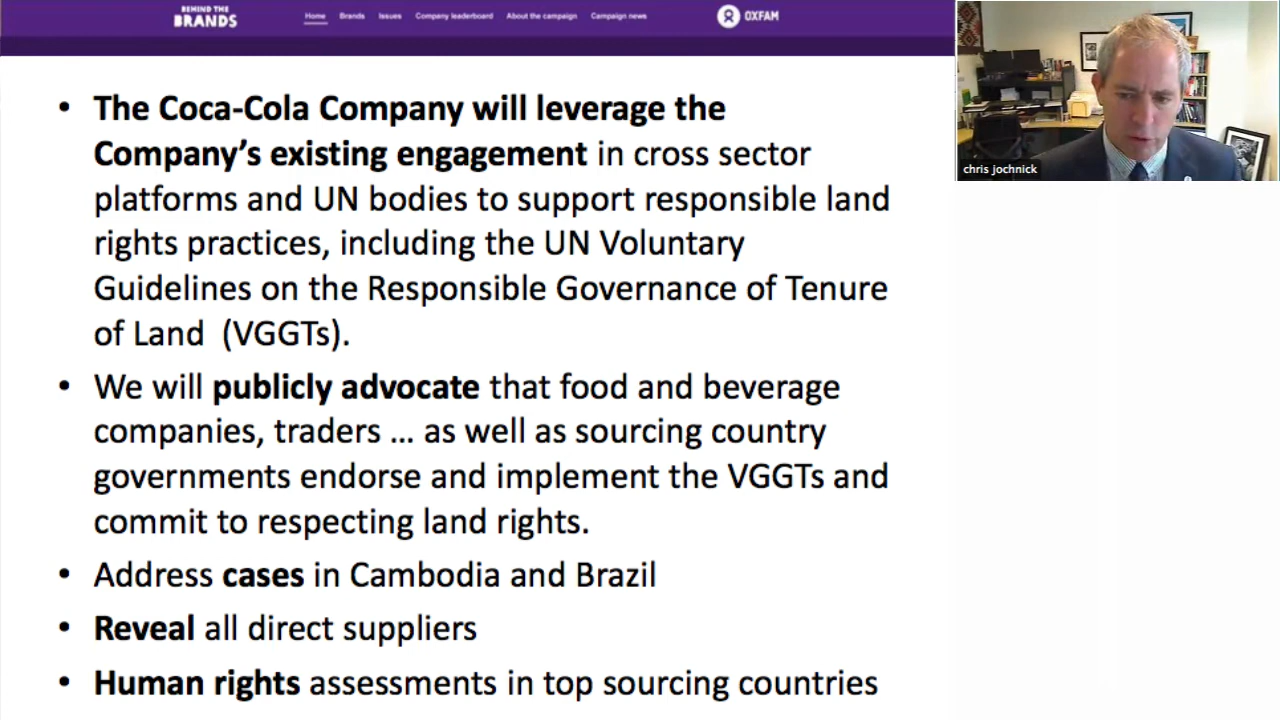 BEHIND THE
BRANDS
Home Brands Issues Company leaderboard About the campaign Campaign news
OXFAM
• The Coca-Cola Company will leverage the
Company’s existing engagement in cross sector
platforms and UN bodies to support responsible land
rights practices, including the UN Voluntary
Guidelines on the Responsible Governance of Tenure
of Land (VGGTs).
• We will publicly advocate that food and beverage
companies, traders … as well as sourcing country
governments endorse and implement the VGGTs and
commit to respecting land rights.
• Address cases in Cambodia and Brazil
• Reveal all direct suppliers
• Human rights assessments in top sourcing countries
chris jochnick